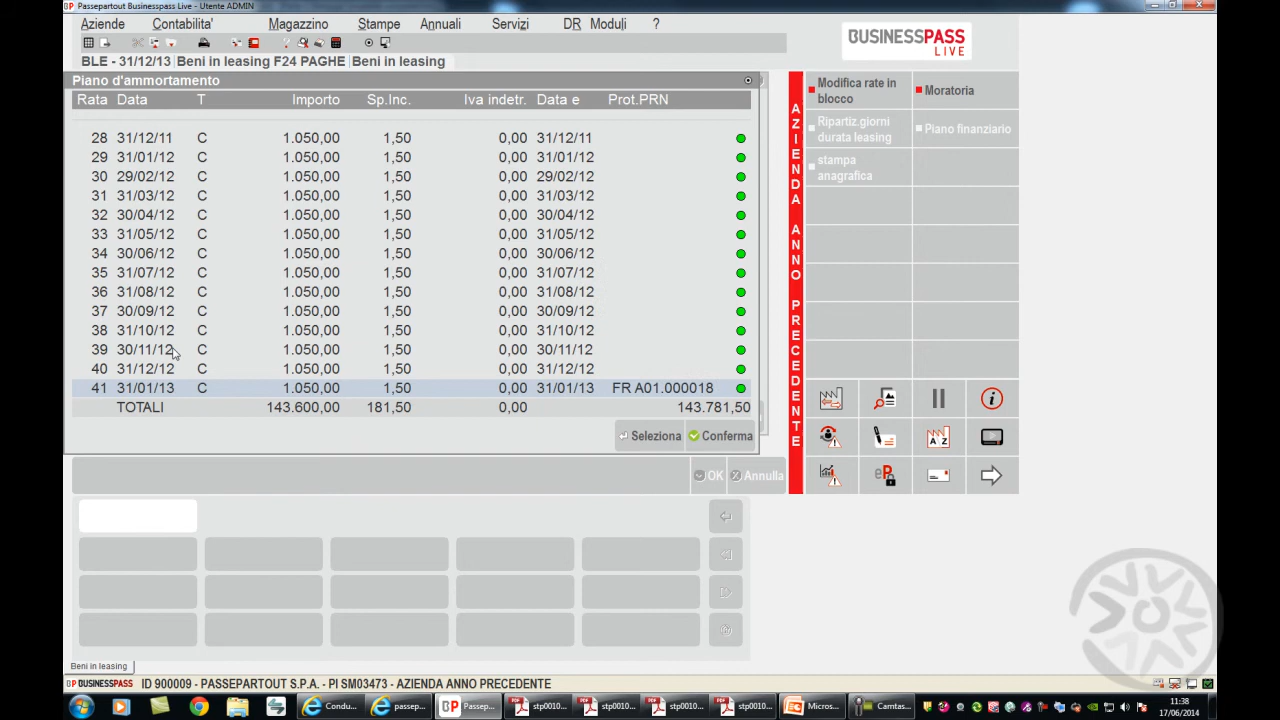 Passepartout Businesspass Live - Utente ADMIN
Aziende Contabilita' Magazzino Stampe Annuali Servizi DR Moduli ?
BUSINESSPASS LIVE
BLE - 31/12/13 Beni in leasing F24 PAGHE Beni in leasing
Piano d'ammortamento
Rata Data T Importo Sp.Inc. Iva indetr. Data e Prot.PRN
28 31/12/11 C 1.050,00 1,50 0,00 31/12/11
29 31/01/12 C 1.050,00 1,50 0,00 31/01/12
30 29/02/12 C 1.050,00 1,50 0,00 29/02/12
31 31/03/12 C 1.050,00 1,50 0,00 31/03/12
32 30/04/12 C 1.050,00 1,50 0,00 30/04/12
33 31/05/12 C 1.050,00 1,50 0,00 31/05/12
34 30/06/12 C 1.050,00 1,50 0,00 30/06/12
35 31/07/12 C 1.050,00 1,50 0,00 31/07/12
36 31/08/12 C 1.050,00 1,50 0,00 31/08/12
37 30/09/12 C 1.050,00 1,50 0,00 30/09/12
38 31/10/12 C 1.050,00 1,50 0,00 31/10/12
39 30/11/12 C 1.050,00 1,50 0,00 30/11/12
40 31/12/12 C 1.050,00 1,50 0,00 31/12/12
41 31/01/13 C 1.050,00 1,50 0,00 31/01/13 FR A01.000018
TOTALI 143.600,00 181,50 0,00 143.781,50
Seleziona Conferma
OK Annulla
AZIENDA ANNO PRECEDENTE
Modifica rate in
blocco
Moratoria
Ripartiz.giorni
durata leasing
Piano finanziario
stampa
anagrafica
A Z
eP
Beni in leasing
BUSINESSPASS ID 900009 - PASSEPARTOUT S.P.A. - PI SM03473 - AZIENDA ANNO PRECEDENTE
Condu... passep... Passep... stp0010... stp0010... stp0010... stp0010... Micros... Camtas...
11:38
17/06/2014